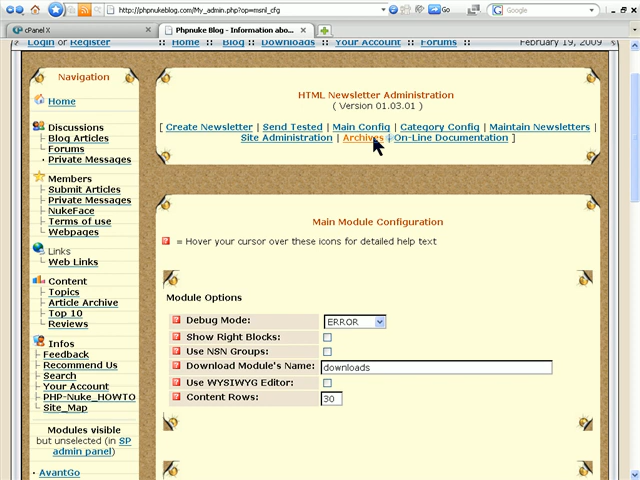 http://phpnukeblog.com/My_admin.php?op=msnl_cfg
Go
Google
cPanel X
Phpnuke Blog - Information abo...
Login or Register
:: Home :: Blog :: Downloads :: Your Account :: Forums ::
February 19, 2009
Navigation
Home
Discussions
Blog Articles
Forums
Private Messages
Members
Submit Articles
Private Messages
NukeFace
Terms of use
Webpages
Links
Web Links
Content
Topics
Article Archive
Top 10
Reviews
Infos
Feedback
Recommend Us
Search
Your Account
PHP-Nuke_HOWTO
Site_Map
Modules visible
but unselected (in SP
admin panel)
AvantGo
HTML Newsletter Administration
( Version 01.03.01 )
[ Create Newsletter | Send Tested | Main Config | Category Config | Maintain Newsletters |
Site Administration | Archives | On-Line Documentation ]
Main Module Configuration
? = Hover your cursor over these icons for detailed help text
Module Options
? Debug Mode: ERROR
? Show Right Blocks:
? Use NSN Groups:
? Download Module's Name: downloads
? Use WYSIWYG Editor:
? Content Rows: 30